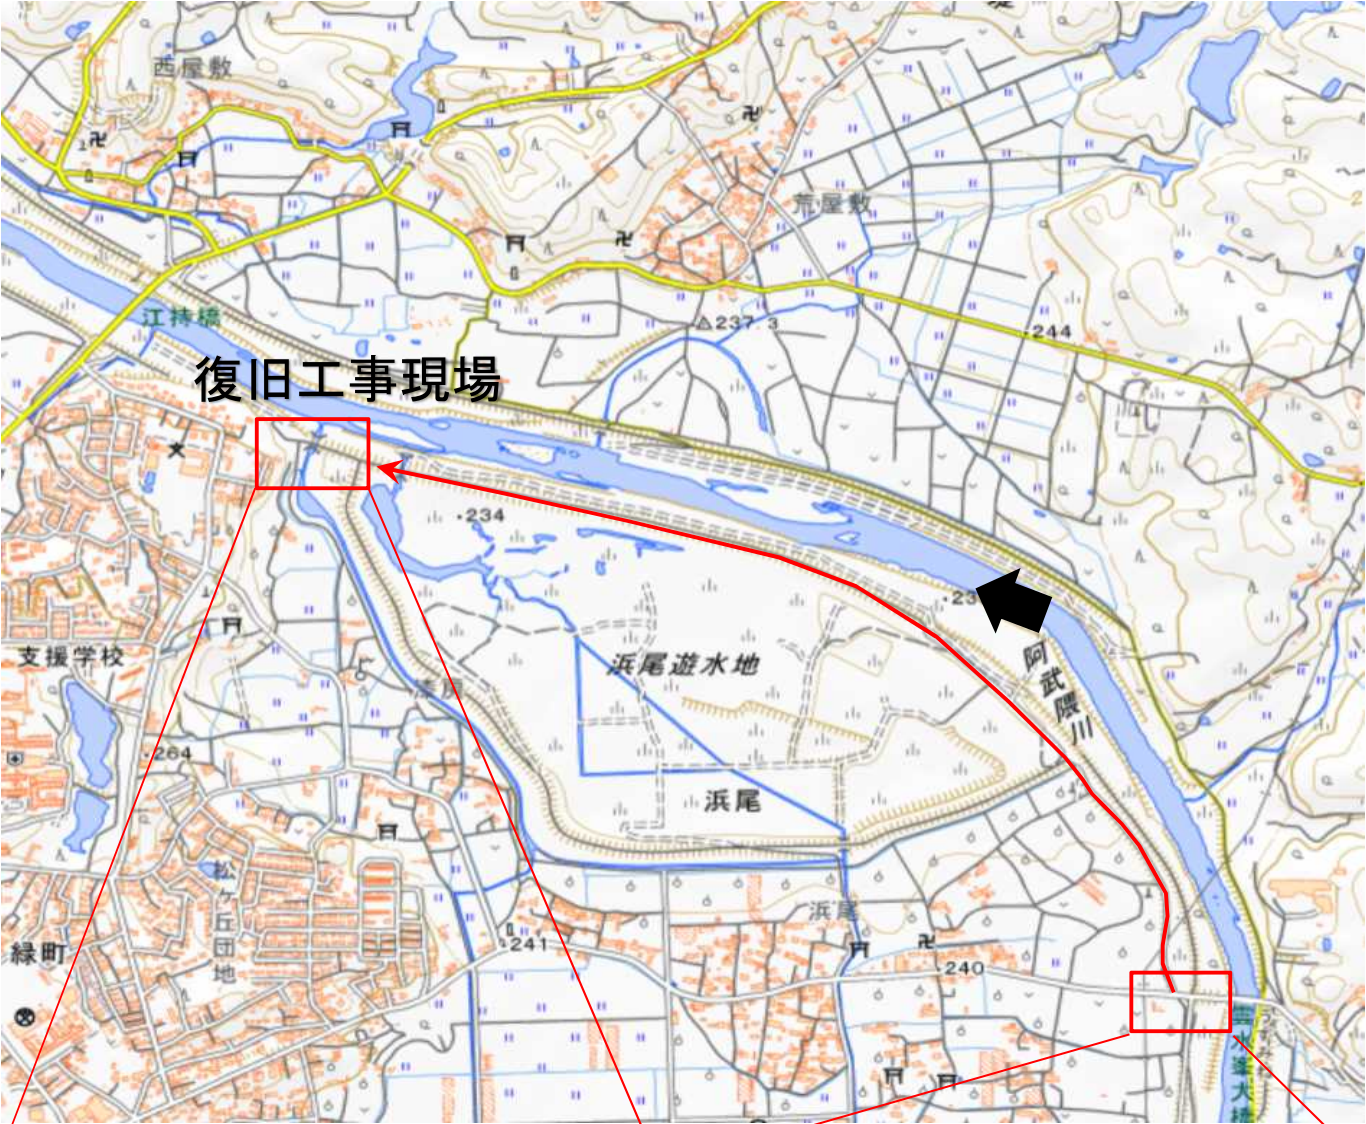 西屋敷
荒屋敷
江持橋
237.3
244
復旧工事現場
234
阿武隈川
浜尾遊水地
支援学校
264
浜尾
松ヶ丘団地
浜尾
緑町
241
240
雲水峯大橋